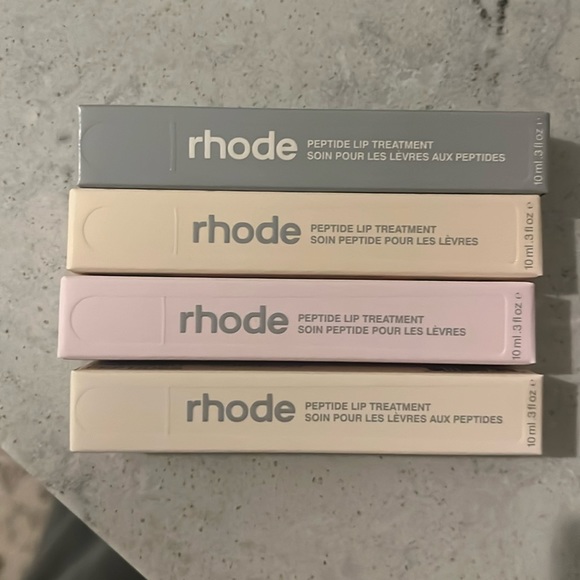 rhode
PEPTIDE LIP TREATMENT
SOIN POUR LES LÈVRES AUX PEPTIDES
10 ml .3 fl oz ℮
rhode
PEPTIDE LIP TREATMENT
SOIN PEPTIDE POUR LES LÈVRES
10 ml .3 fl oz ℮
rhode
PEPTIDE LIP TREATMENT
SOIN PEPTIDE POUR LES LÈVRES
10 ml .3 fl oz ℮
rhode
PEPTIDE LIP TREATMENT
SOIN POUR LES LÈVRES AUX PEPTIDES
10 ml .3 fl oz ℮